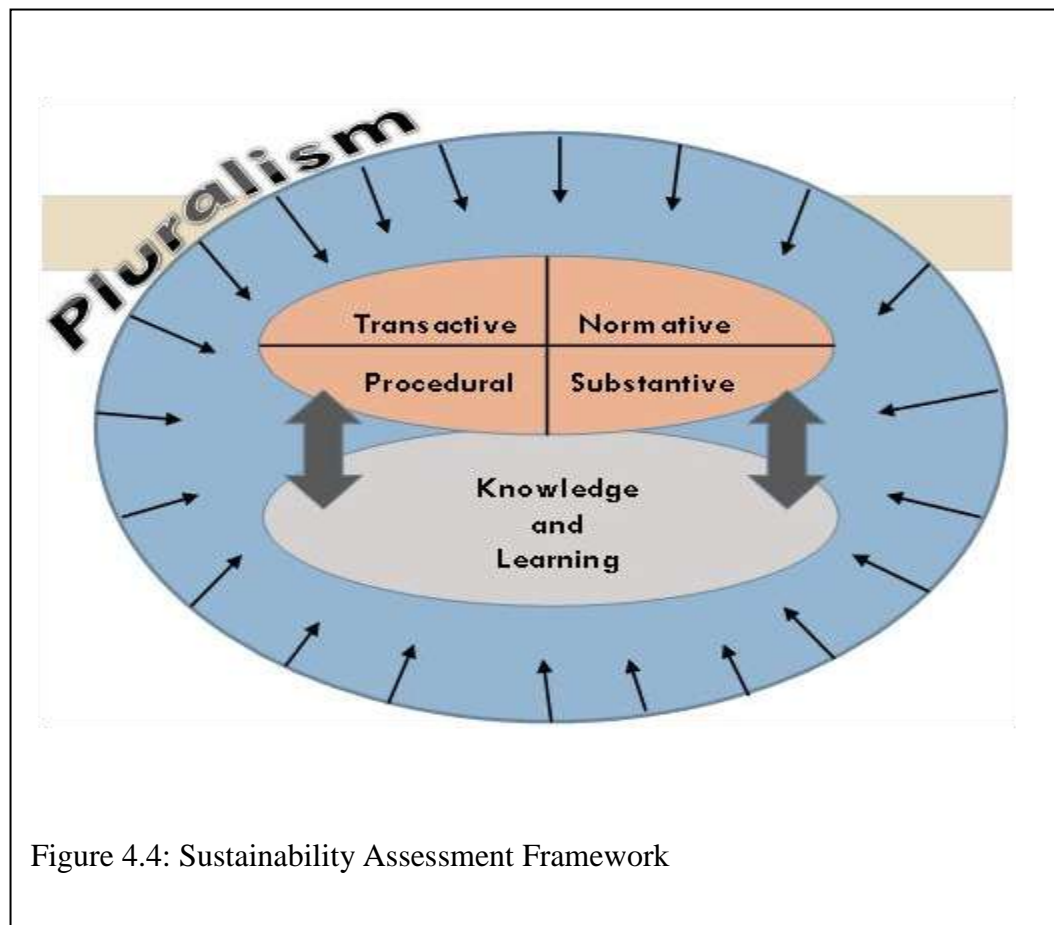 Pluralism
Transactive
Normative
Procedural
Substantive
Knowledge
and
Learning
Figure 4.4: Sustainability Assessment Framework